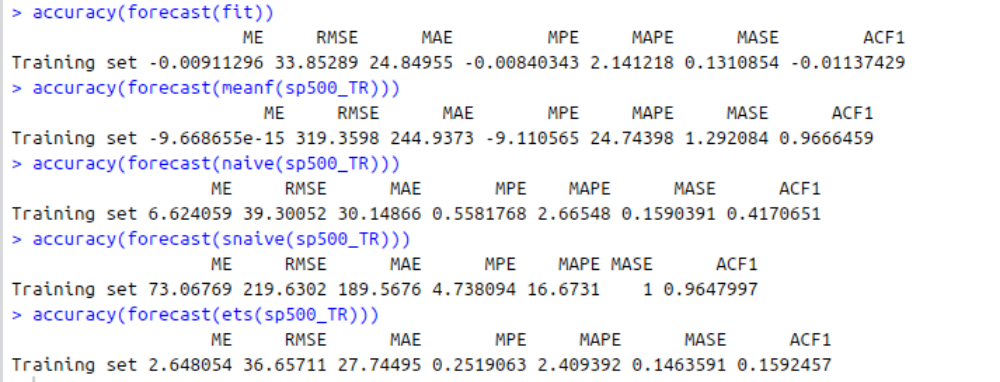 > accuracy(forecast(fit))
ME RMSE MAE MPE MAPE MASE ACF1
Training set -0.00911296 33.85289 24.84955 -0.00840343 2.141218 0.1310854 -0.01137429
> accuracy(forecast(meanf(sp500_TR)))
ME RMSE MAE MPE MAPE MASE ACF1
Training set -9.668655e-15 319.3598 244.9373 -9.110565 24.74398 1.292084 0.9666459
> accuracy(forecast(naive(sp500_TR)))
ME RMSE MAE MPE MAPE MASE ACF1
Training set 6.624059 39.30052 30.14866 0.5581768 2.66548 0.1590391 0.4170651
> accuracy(forecast(snaive(sp500_TR)))
ME RMSE MAE MPE MAPE MASE ACF1
Training set 73.06769 219.6302 189.5676 4.738094 16.6731 1 0.9647997
> accuracy(forecast(ets(sp500_TR)))
ME RMSE MAE MPE MAPE MASE ACF1
Training set 2.648054 36.65711 27.74495 0.2519063 2.409392 0.1463591 0.1592457